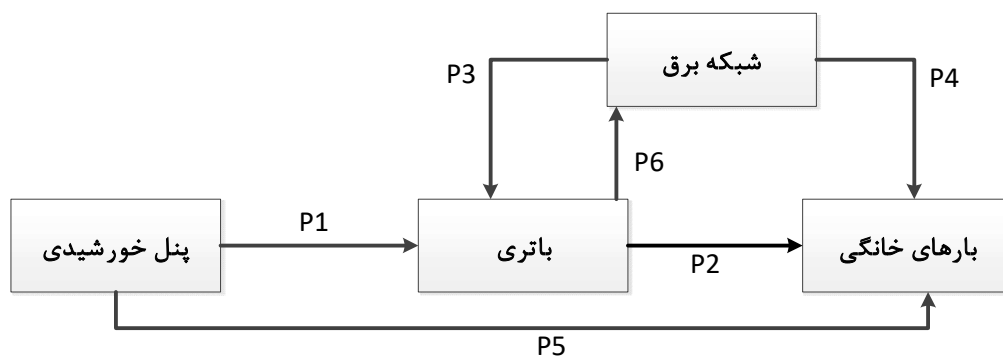 شبکه برق
P3
P4
P6
پنل خورشیدی
P1
باتری
P2
بارهای خانگی
P5